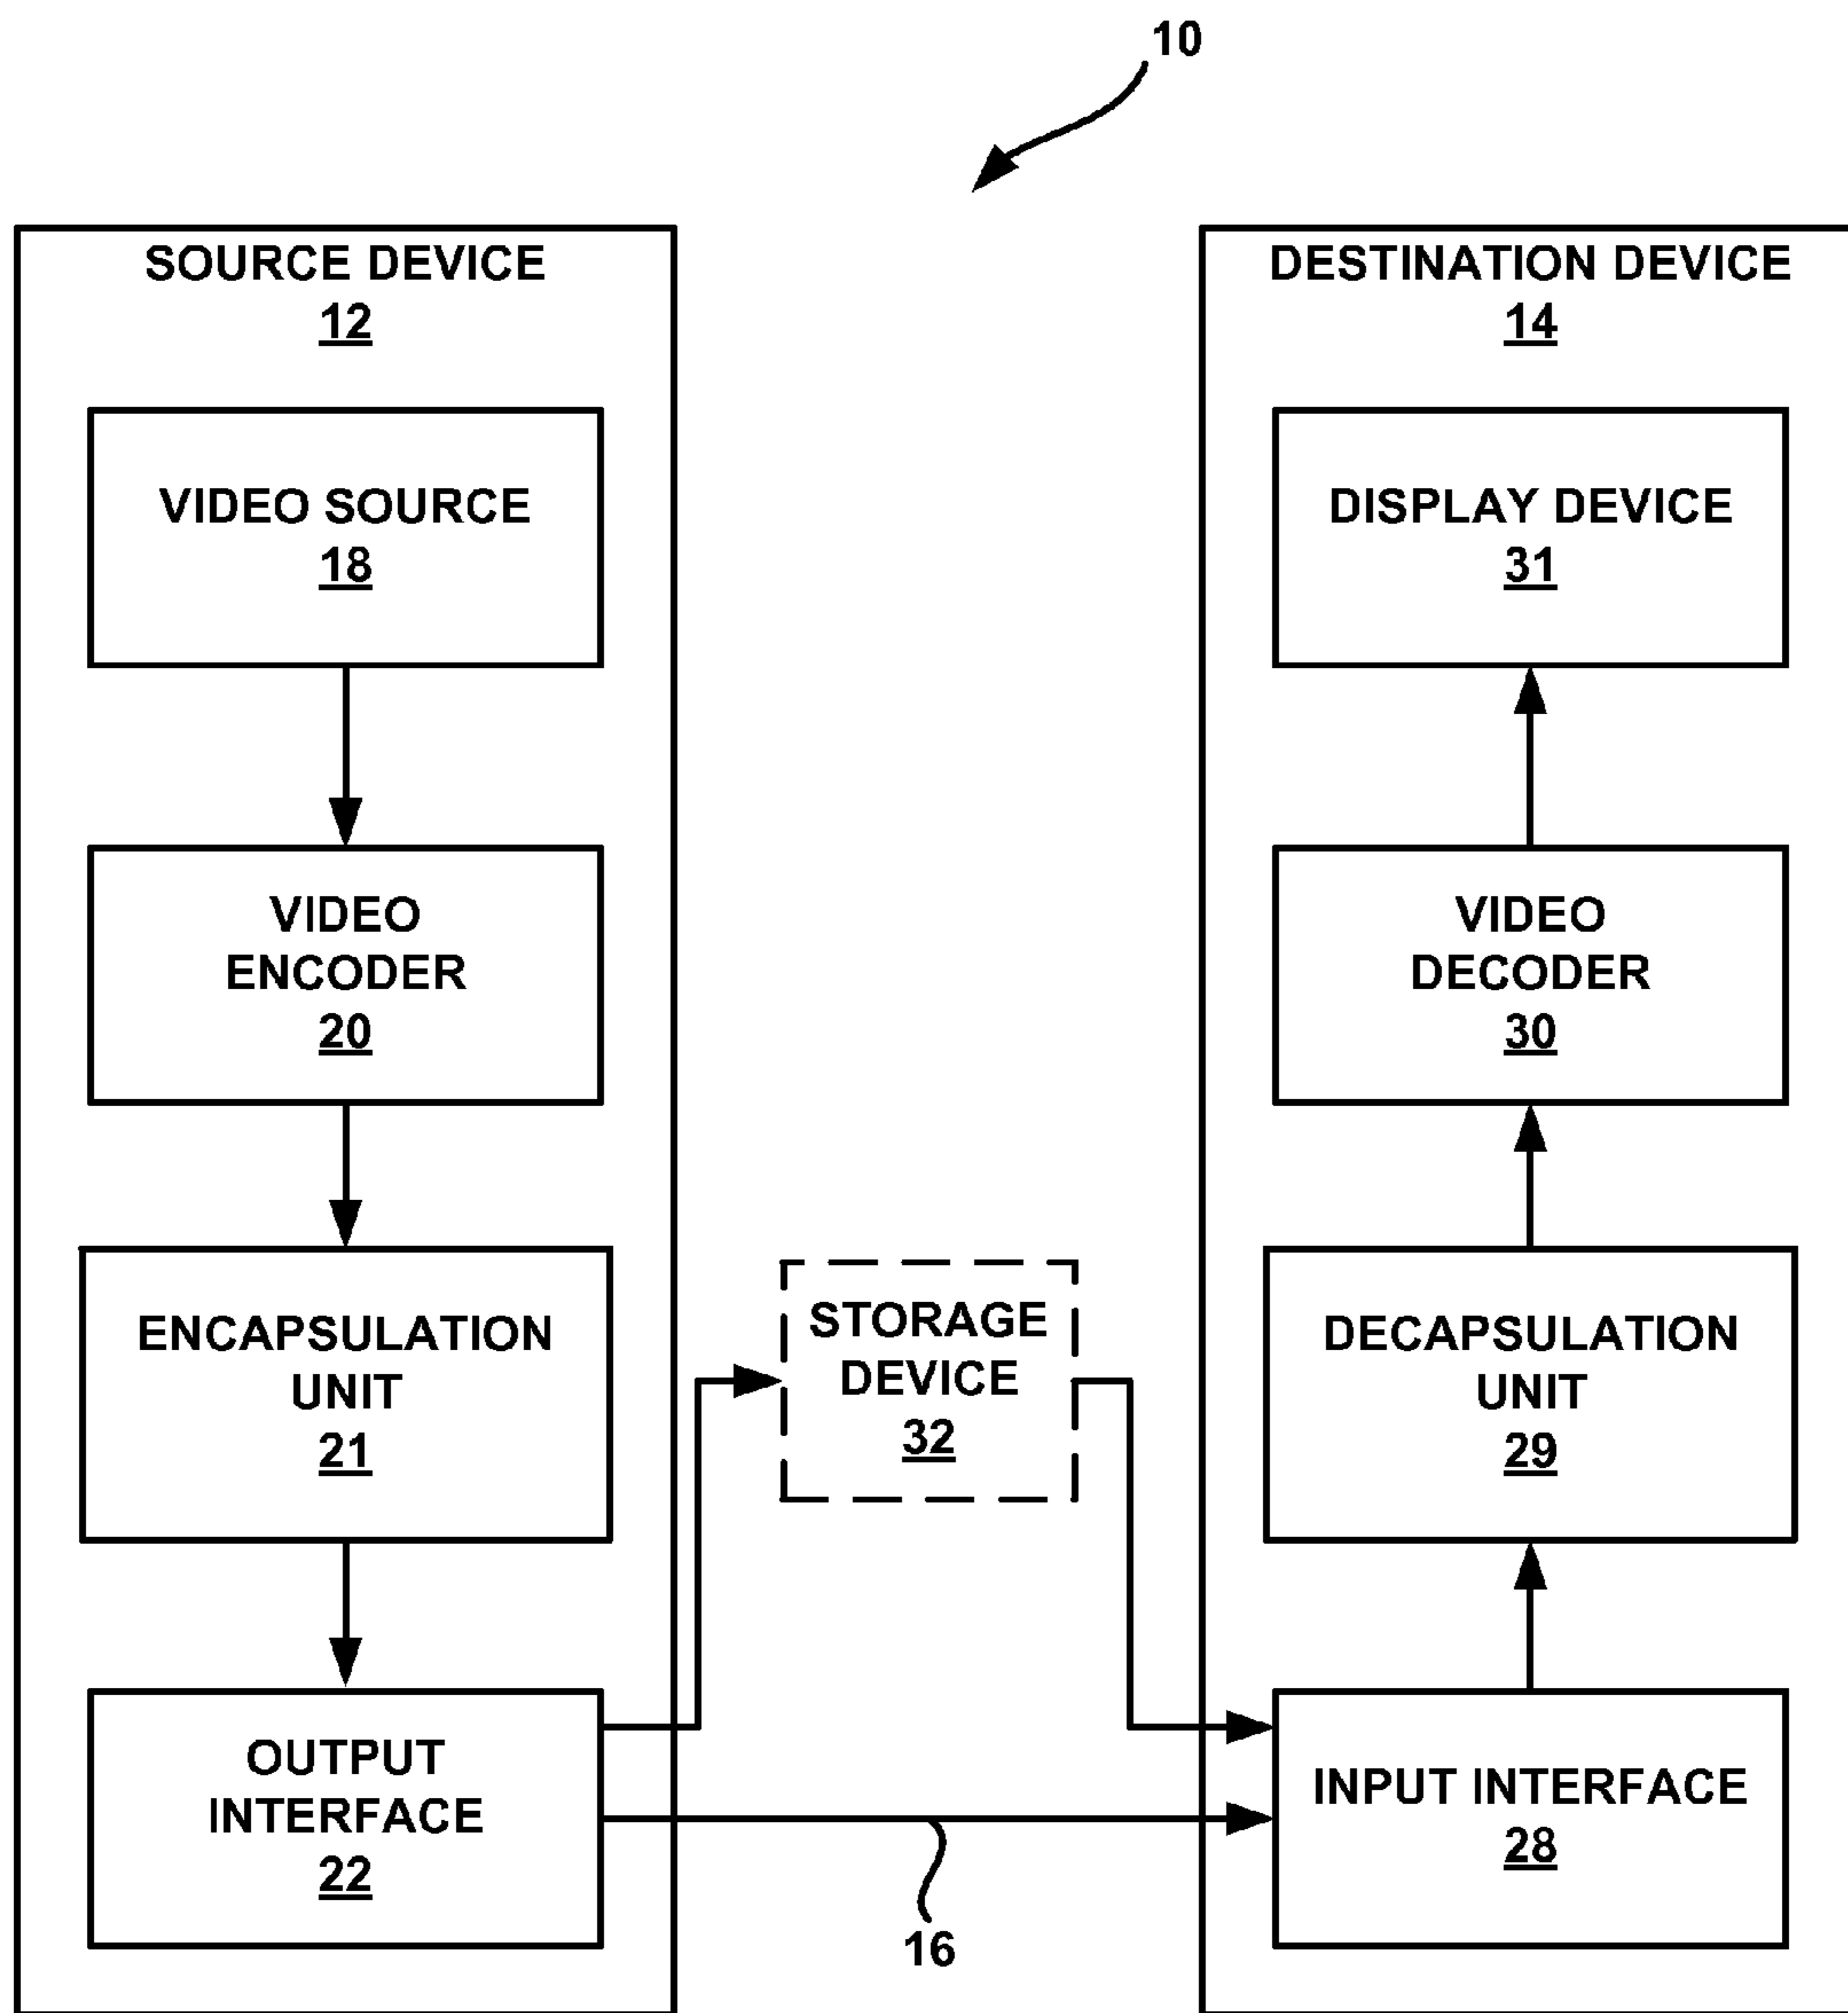 10
SOURCE DEVICE
12
VIDEO SOURCE
18
VIDEO
ENCODER
20
ENCAPSULATION
UNIT
21
OUTPUT
INTERFACE
22
STORAGE
DEVICE
32
16
DESTINATION DEVICE
14
DISPLAY DEVICE
31
VIDEO
DECODER
30
DECAPSULATION
UNIT
29
INPUT INTERFACE
28